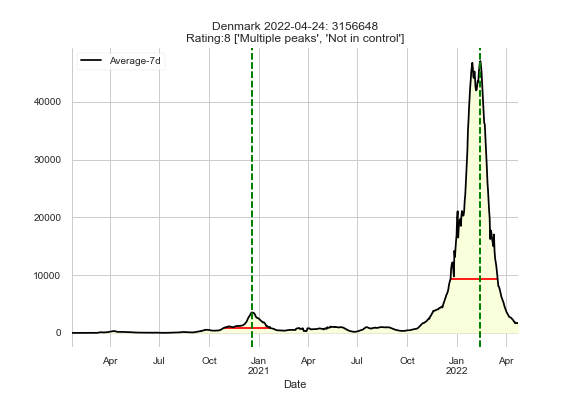 Denmark 2022-04-24: 3156648
Rating:8 ['Multiple peaks', 'Not in control']
Average-7d
40000
30000
20000
10000
0
Apr Jul Oct Jan Apr Jul Oct Jan Apr
2021 2022
Date